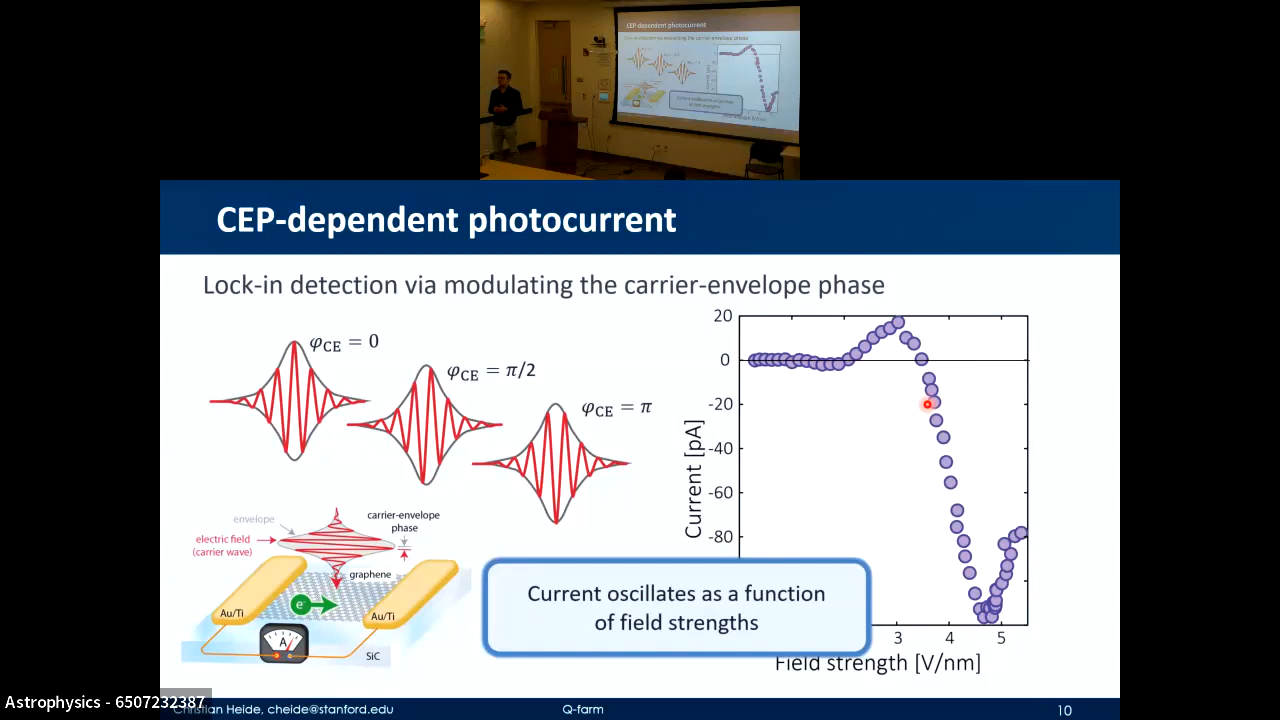 CEP-dependent photocurrent
CEP-dependent photocurrent
Lock-in detection via modulating the carrier-envelope phase
φCE = 0
φCE = π/2
φCE = π
envelope
electric field
(carrier wave)
carrier-envelope
phase
graphene
e⁻
Au/Ti
Au/Ti
A
SiC
20
0
-20
-40
-60
-80
Current [pA]
3
4
5
Field strength [V/nm]
Current oscillates as a function
of field strengths
Astrophysics - 6507232387
Christian Heide, cheide@stanford.edu
Q-farm
10